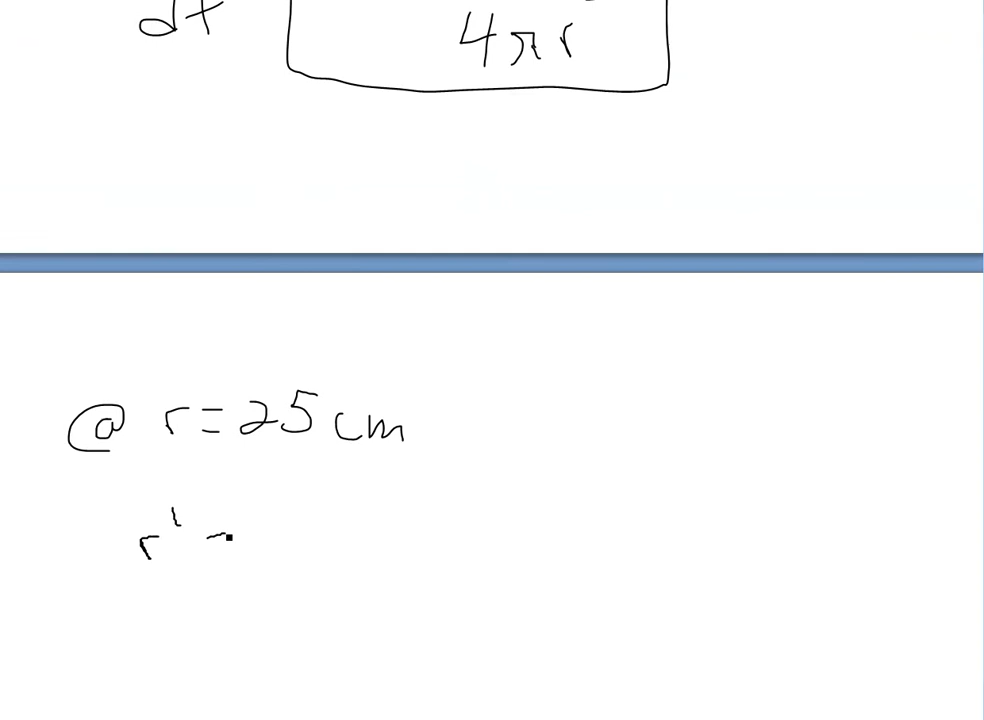 dt
4πr
@ r = 25 cm
r' -